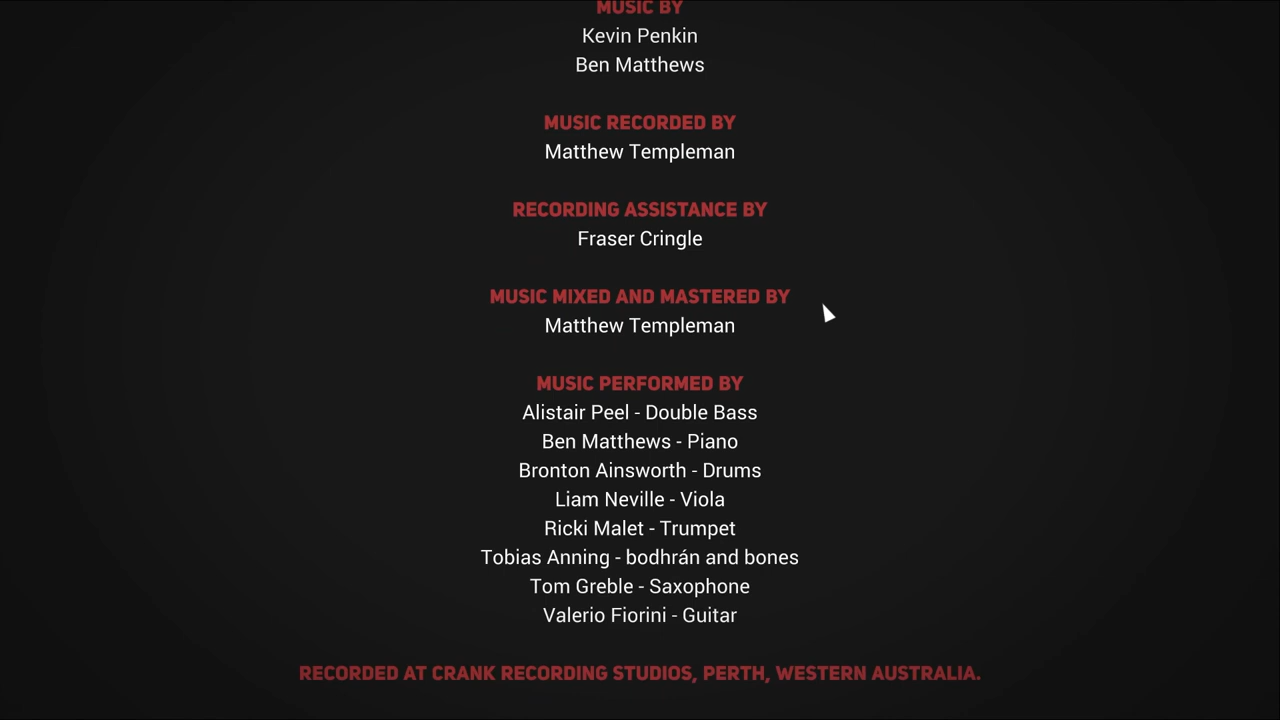 MUSIC BY
Kevin Penkin
Ben Matthews
MUSIC RECORDED BY
Matthew Templeman
RECORDING ASSISTANCE BY
Fraser Cringle
MUSIC MIXED AND MASTERED BY
Matthew Templeman
MUSIC PERFORMED BY
Alistair Peel - Double Bass
Ben Matthews - Piano
Bronton Ainsworth - Drums
Liam Neville - Viola
Ricki Malet - Trumpet
Tobias Anning - bodhrán and bones
Tom Greble - Saxophone
Valerio Fiorini - Guitar
RECORDED AT CRANK RECORDING STUDIOS, PERTH, WESTERN AUSTRALIA.